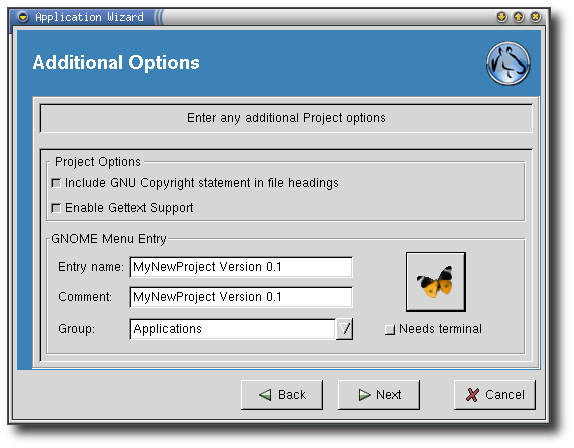 Application Wizard
Additional Options
Enter any additional Project options
Project Options
Include GNU Copyright statement in file headings
Enable Gettext Support
GNOME Menu Entry
Entry name: MyNewProject Version 0.1
Comment: MyNewProject Version 0.1
Group: Applications
Needs terminal
Back Next Cancel